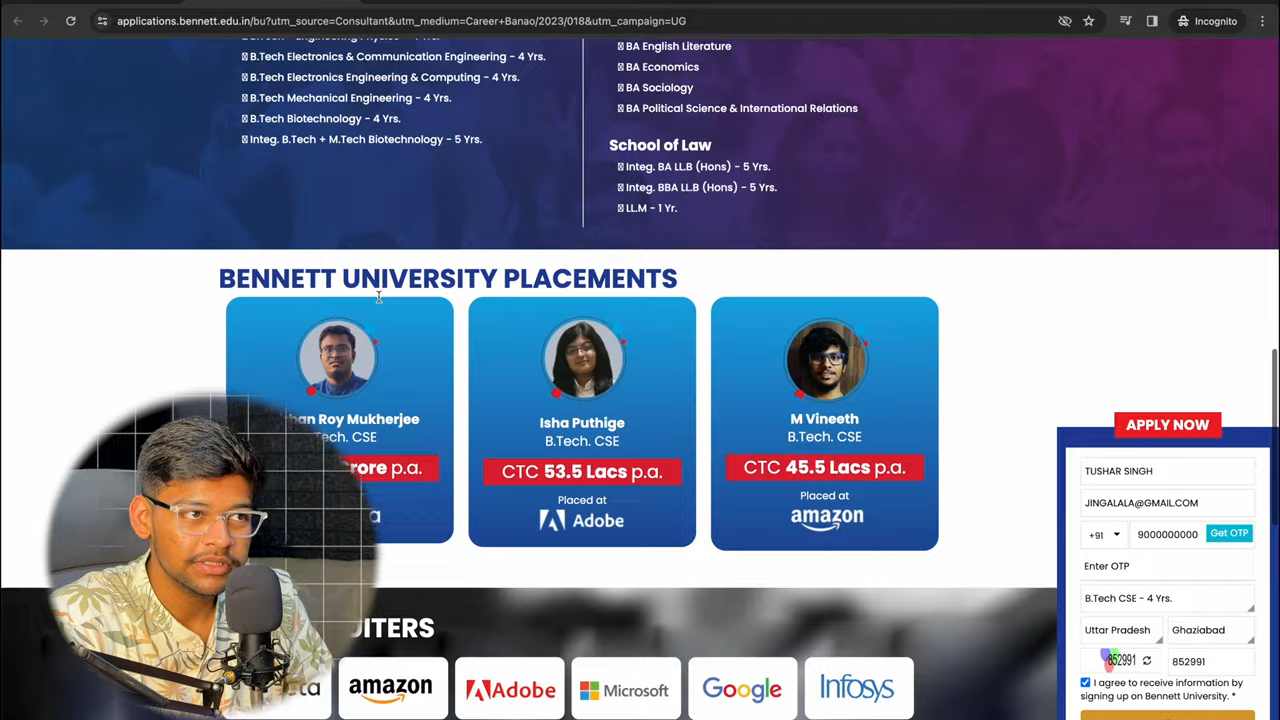 applications.bennett.edu.in/bu?utm_source=Consultant&utm_medium=Career+Banao/2023/018&utm_campaign=UG
Incognito
B.Tech Electronics & Communication Engineering - 4 Yrs.
B.Tech Electronics Engineering & Computing - 4 Yrs.
B.Tech Mechanical Engineering - 4 Yrs.
B.Tech Biotechnology - 4 Yrs.
Integ. B.Tech + M.Tech Biotechnology - 5 Yrs.
BA English Literature
BA Economics
BA Sociology
BA Political Science & International Relations
School of Law
Integ. BA LL.B (Hons) - 5 Yrs.
Integ. BBA LL.B (Hons) - 5 Yrs.
LL.M - 1 Yr.
BENNETT UNIVERSITY PLACEMENTS
Roy Mukherjee
CSE
p.a.
Isha Puthige
B.Tech. CSE
CTC 53.5 Lacs p.a.
Placed at
Adobe
M Vineeth
B.Tech. CSE
CTC 45.5 Lacs p.a.
Placed at
amazon
APPLY NOW
TUSHAR SINGH
JINGALALA@GMAIL.COM
+91 9000000000 Get OTP
Enter OTP
B.Tech CSE - 4 Yrs.
Uttar Pradesh Ghaziabad
852991 852991
I agree to receive information by
signing up on Bennett University. *
amazon Adobe Microsoft Google Infosys